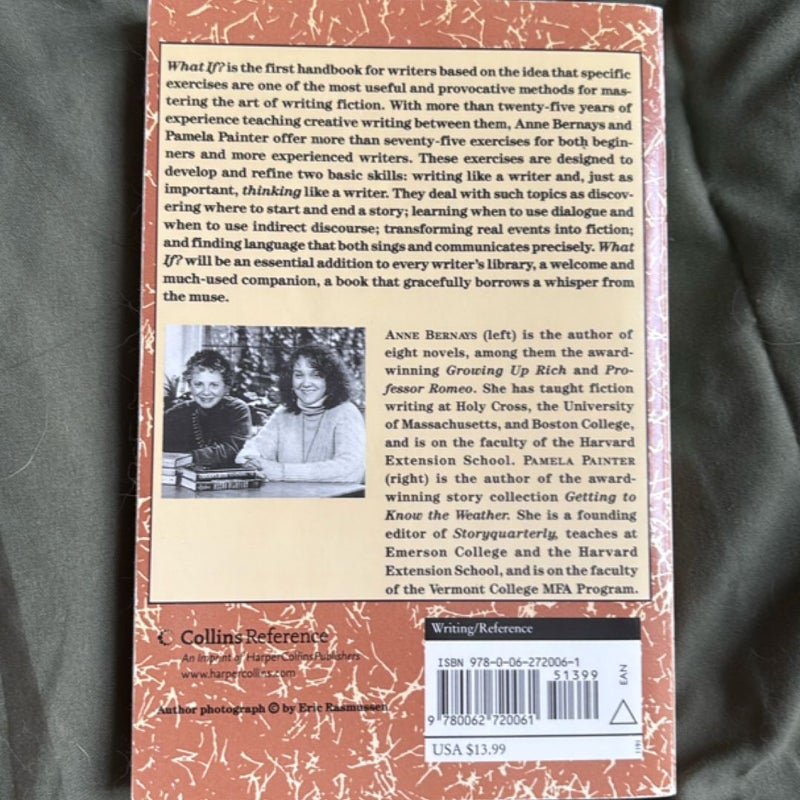 What If? is the first handbook for writers based on the idea that specific
exercises are one of the most useful and provocative methods for mas-
tering the art of writing fiction. With more than twenty-five years of
experience teaching creative writing between them, Anne Bernays and
Pamela Painter offer more than seventy-five exercises for both begin-
ners and more experienced writers. These exercises are designed to
develop and refine two basic skills: writing like a writer and, just as
important, thinking like a writer. They deal with such topics as discov-
ering where to start and end a story; learning when to use dialogue and
when to use indirect discourse; transforming real events into fiction;
and finding language that both sings and communicates precisely. What
If? will be an essential addition to every writer's library, a welcome and
much-used companion, a book that gracefully borrows a whisper from
the muse.
ANNE BERNAYS (left) is the author of
eight novels, among them the award-
winning Growing Up Rich and Pro-
fessor Romeo. She has taught fiction
writing at Holy Cross, the University
of Massachusetts, and Boston College,
and is on the faculty of the Harvard
Extension School. PAMELA PAINTER
(right) is the author of the award-
winning story collection Getting to
Know the Weather. She is a founding
editor of Storyquarterly, teaches at
Emerson College and the Harvard
Extension School, and is on the faculty
of the Vermont College MFA Program.
Collins Reference
An Imprint of HarperCollinsPublishers
www.harpercollins.com
Author photograph © by Eric Rasmussen
Writing/Reference
ISBN 978-0-06-272006-1
51399
EAN
9 780062 720061
USA $13.99